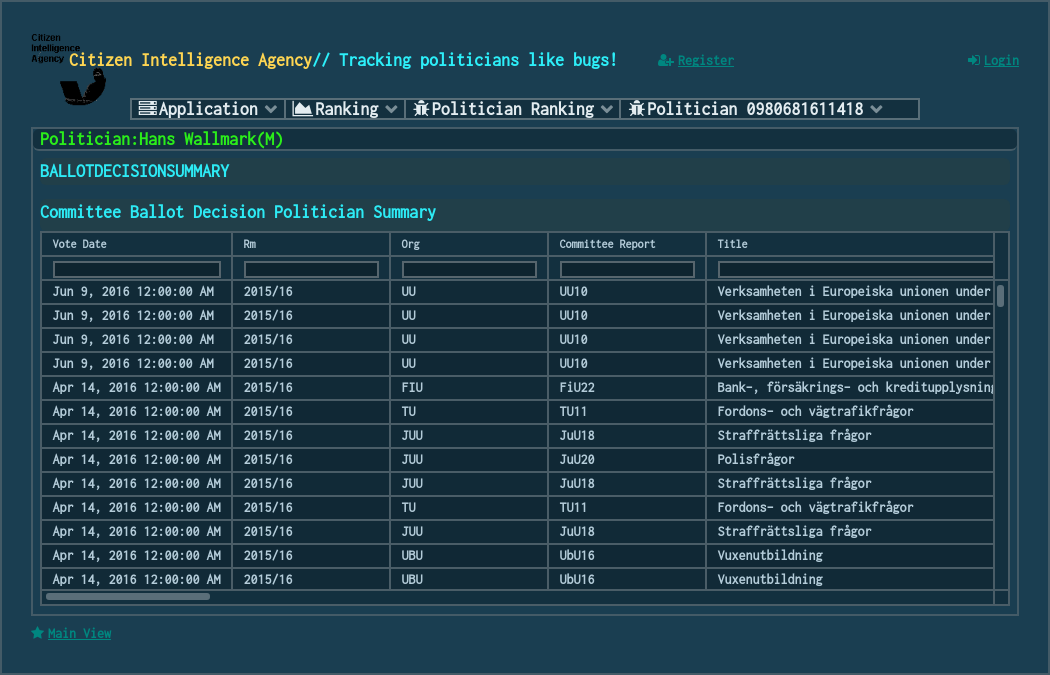 Citizen
Intelligence
Agency
Citizen Intelligence Agency// Tracking politicians like bugs!
Register
Login
Application
Ranking
Politician Ranking
Politician 0980681611418
Politician:Hans Wallmark(M)
BALLOTDECISIONSUMMARY
Committee Ballot Decision Politician Summary
Vote Date Rm Org Committee Report Title
Jun 9, 2016 12:00:00 AM 2015/16 UU UU10 Verksamheten i Europeiska unionen under
Jun 9, 2016 12:00:00 AM 2015/16 UU UU10 Verksamheten i Europeiska unionen under
Jun 9, 2016 12:00:00 AM 2015/16 UU UU10 Verksamheten i Europeiska unionen under
Jun 9, 2016 12:00:00 AM 2015/16 UU UU10 Verksamheten i Europeiska unionen under
Apr 14, 2016 12:00:00 AM 2015/16 FIU FiU22 Bank-, försäkrings- och kreditupplysning
Apr 14, 2016 12:00:00 AM 2015/16 TU TU11 Fordons- och vägtrafikfrågor
Apr 14, 2016 12:00:00 AM 2015/16 JUU JuU18 Straffrättsliga frågor
Apr 14, 2016 12:00:00 AM 2015/16 JUU JuU20 Polisfrågor
Apr 14, 2016 12:00:00 AM 2015/16 JUU JuU18 Straffrättsliga frågor
Apr 14, 2016 12:00:00 AM 2015/16 TU TU11 Fordons- och vägtrafikfrågor
Apr 14, 2016 12:00:00 AM 2015/16 JUU JuU18 Straffrättsliga frågor
Apr 14, 2016 12:00:00 AM 2015/16 UBU UbU16 Vuxenutbildning
Apr 14, 2016 12:00:00 AM 2015/16 UBU UbU16 Vuxenutbildning
Main View